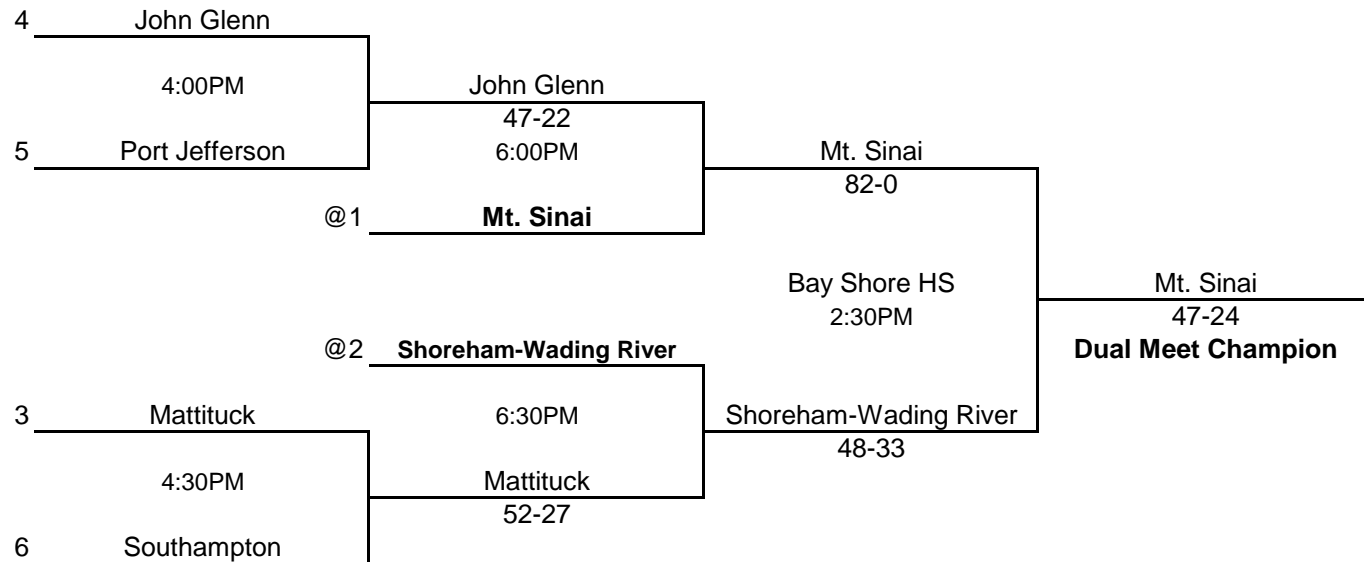 4 John Glenn
4:00PM John Glenn
47-22
5 Port Jefferson 6:00PM Mt. Sinai
82-0
@1 Mt. Sinai
Bay Shore HS Mt. Sinai
2:30PM 47-24
@2 Shoreham-Wading River Dual Meet Champion
3 Mattituck 6:30PM Shoreham-Wading River
48-33
4:30PM Mattituck
52-27
6 Southampton